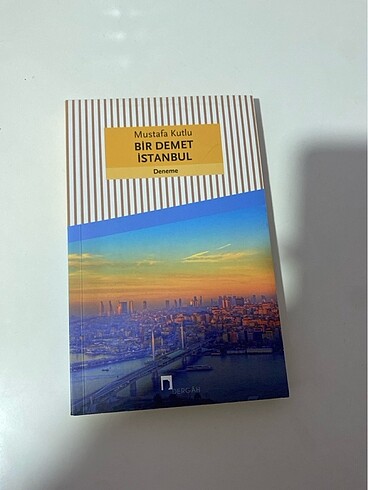 Mustafa Kutlu
BİR DEMET
İSTANBUL
Deneme
DERGÂH